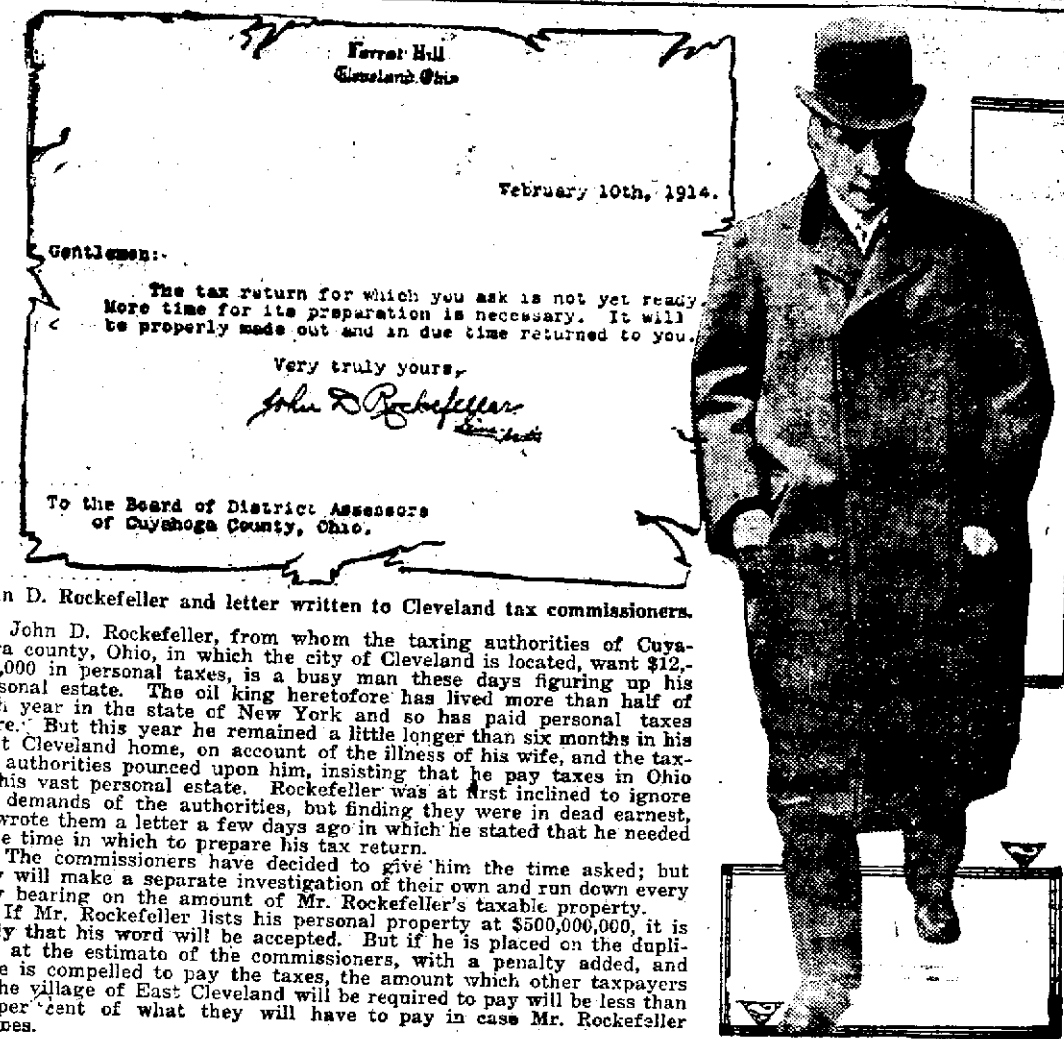 Forest Hill
Cleveland Ohio
February 10th, 1914.
Gentlemen:-
The tax return for which you ask is not yet ready.
More time for its preparation is necessary. It will
be properly made out and in due time returned to you.
Very truly yours,
John D Rockefeller
To the Board of District Assessors
of Cuyahoga County, Ohio.
n D. Rockefeller and letter written to Cleveland tax commissioners.
John D. Rockefeller, from whom the taxing authorities of Cuya-
a county, Ohio, in which the city of Cleveland is located, want $12,-
,000 in personal taxes, is a busy man these days figuring up his
sonal estate. The oil king heretofore has lived more than half of
h year in the state of New York and so has paid personal taxes
re. But this year he remained a little longer than six months in his
t Cleveland home, on account of the illness of his wife, and the tax-
authorities pounced upon him, insisting that he pay taxes in Ohio
his vast personal estate. Rockefeller was at first inclined to ignore
demands of the authorities, but finding they were in dead earnest,
wrote them a letter a few days ago in which he stated that he needed
e time in which to prepare his tax return.
The commissioners have decided to give him the time asked; but
y will make a separate investigation of their own and run down every
y bearing on the amount of Mr. Rockefeller's taxable property.
If Mr. Rockefeller lists his personal property at $500,000,000, it is
ly that his word will be accepted. But if he is placed on the dupli-
at the estimate of the commissioners, with a penalty added, and
e is compelled to pay the taxes, the amount which other taxpayers
he village of East Cleveland will be required to pay will be less than
per cent of what they will have to pay in case Mr. Rockefeller